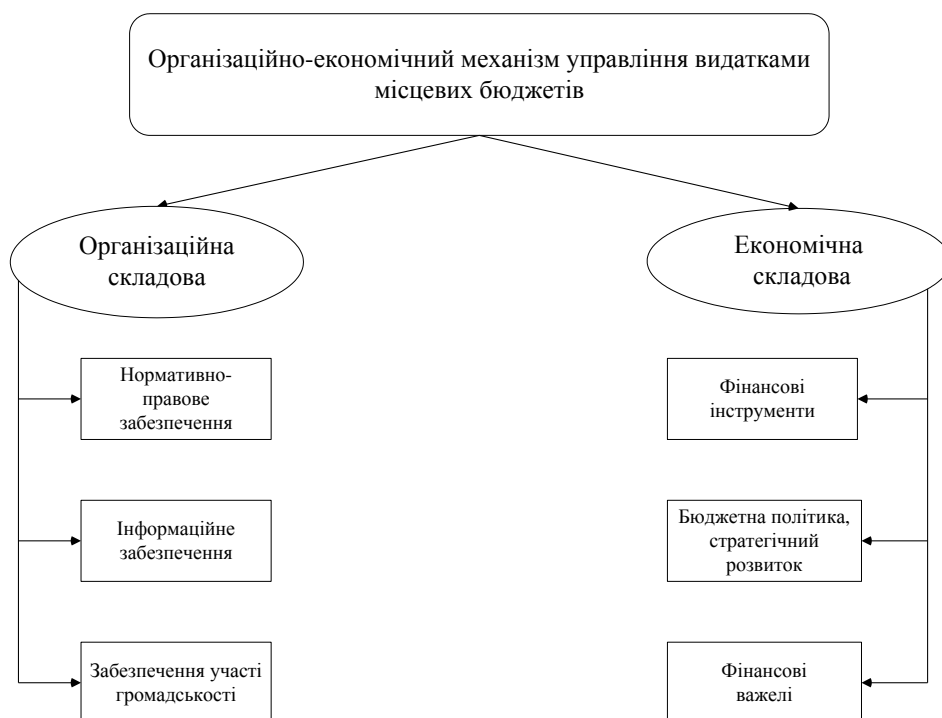 Організаційно-економічний механізм управління видатками
місцевих бюджетів
Організаційна
складова
Економічна
складова
Нормативно-
правове
забезпечення
Фінансові
інструменти
Інформаційне
забезпечення
Бюджетна політика,
стратегічний
розвиток
Забезпечення участі
громадськості
Фінансові
важелі